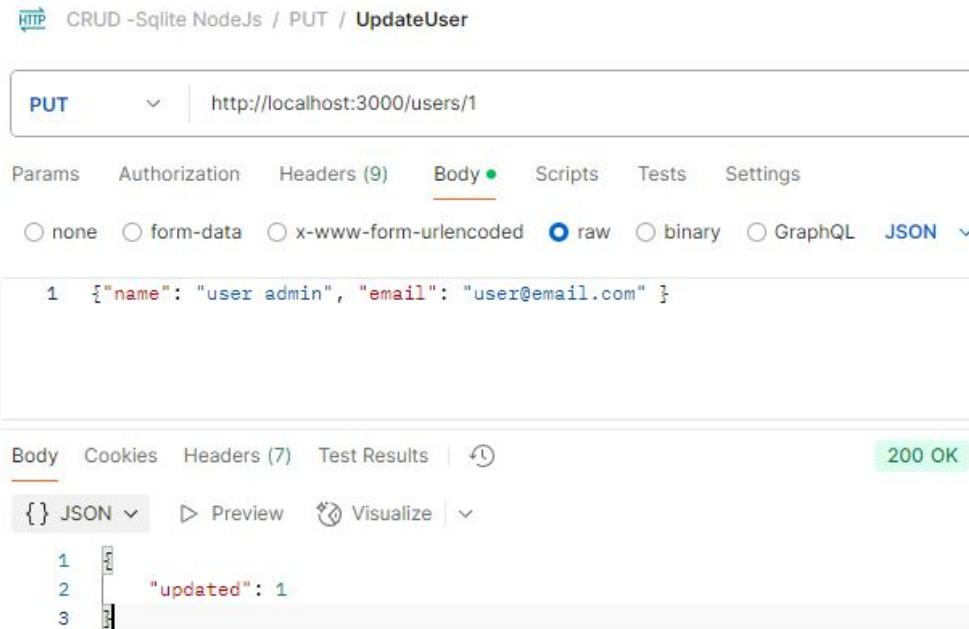 HTTP CRUD -Sqlite NodeJs / PUT / UpdateUser
PUT http://localhost:3000/users/1
Params Authorization Headers (9) Body Scripts Tests Settings
none form-data x-www-form-urlencoded raw binary GraphQL JSON
1 {"name": "user admin", "email": "user@email.com" }
Body Cookies Headers (7) Test Results 200 OK
{} JSON Preview Visualize
1 {
2 "updated": 1
3 }